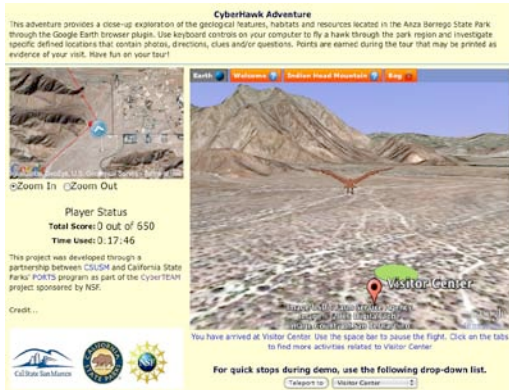 CyberHawk Adventure
This adventure provides a close-up exploration of the geological features, habitats and resources located in the Anza Borrego State Park
through the Google Earth browser plugin. Use keyboard controls on your computer to fly a hawk through the park region and investigate
specific defined locations that contain photos, directions, clues and/or questions. Points are earned during the tour that may be printed as
evidence of your visit. Have fun on your tour!
Earth Welcome Indian Head Mountain
Zoom In Zoom Out
Player Status
Total Score: 0 out of 650
Time Used: 0:17:46
This project was developed through a
partnership between CSUSM and California State
Parks' PORTS program as part of the CyberTEAM
project sponsored by NSF.
Credit..
Visitor Center
You have arrived at Visitor Center. Use the space bar to pause the flight. Click on the tabs
to find more activities related to Visitor Center
For quick stops during demo, use the following drop-down list.
Teleport to Visitor Center
Cal State San Marcos
CALIFORNIA
STATE PARKS
NSF